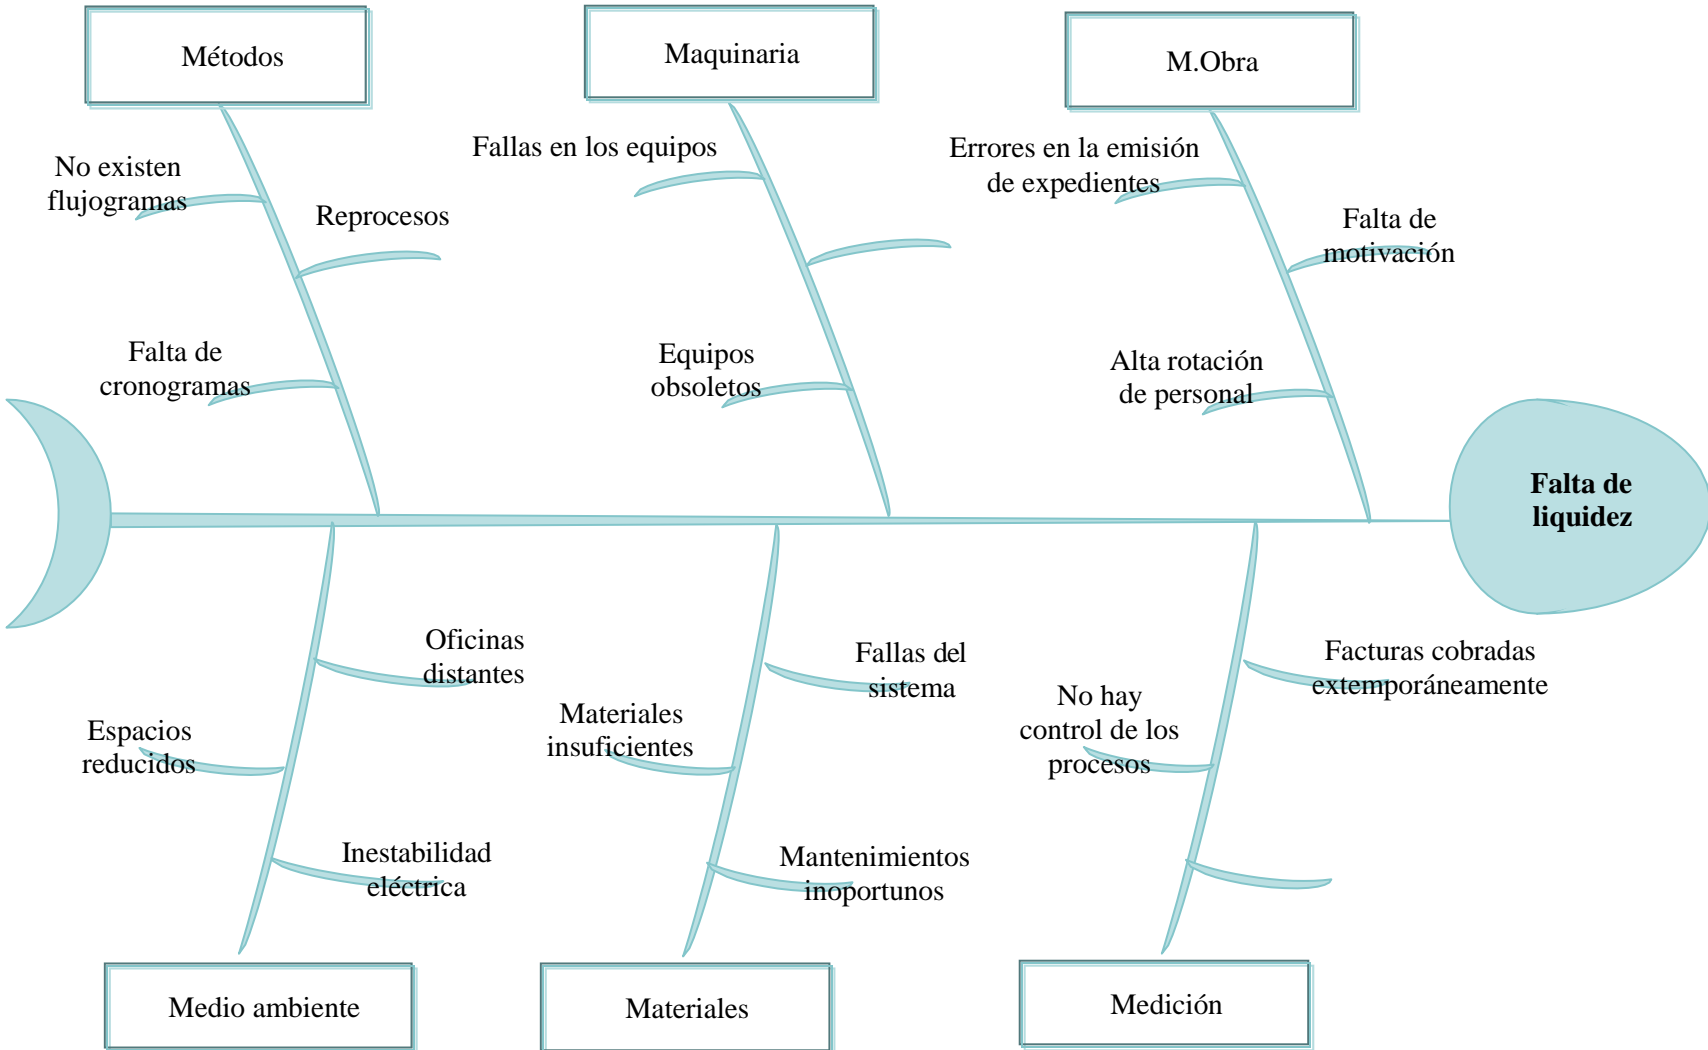 Métodos
Maquinaria
M.Obra
No existen
flujogramas
Reprocesos
Falta de
cronogramas
Fallas en los equipos
Equipos
obsoletos
Errores en la emisión
de expedientes
Falta de
motivación
Alta rotación
de personal
Falta de
liquidez
Oficinas
distantes
Espacios
reducidos
Inestabilidad
eléctrica
Fallas del
sistema
Materiales
insuficientes
Mantenimientos
inoportunos
Facturas cobradas
extemporáneamente
No hay
control de los
procesos
Medio ambiente
Materiales
Medición